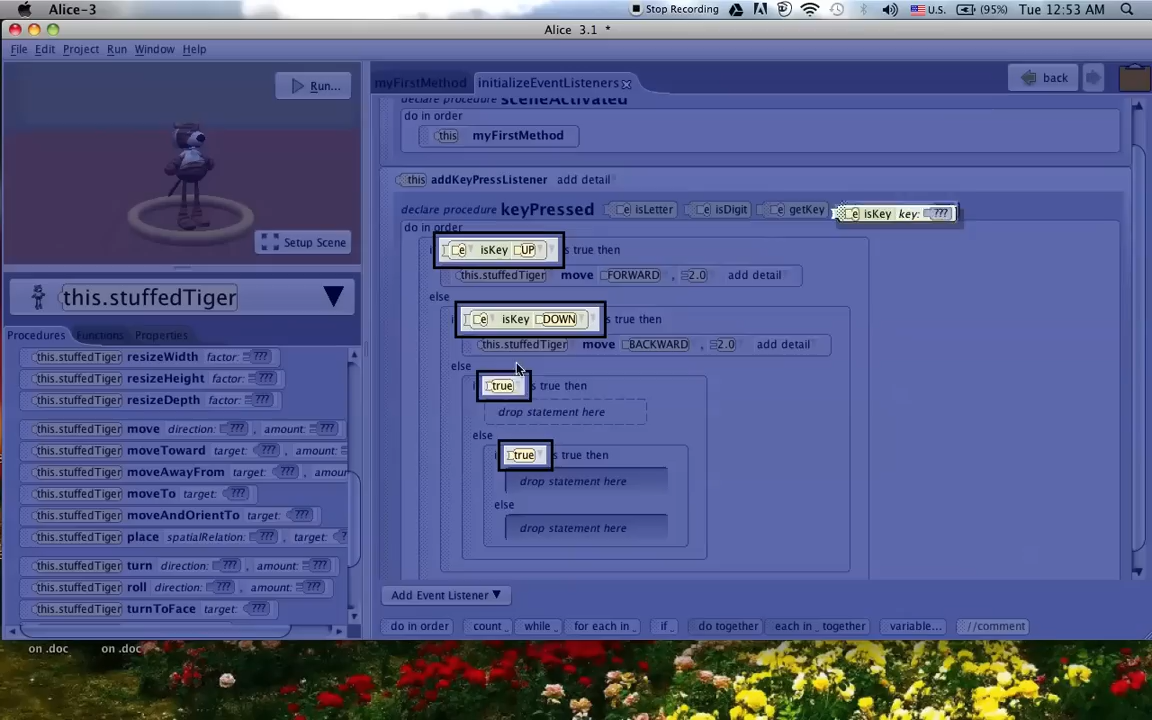 Alice-3 Stop Recording U.S. (95%) Tue 12:53 AM
Alice 3.1 *
File Edit Project Run Window Help
Run...
myFirstMethod initializeEventListeners back
declare procedure sceneActivated
do in order
this myFirstMethod
this addKeyPressListener add detail
declare procedure keyPressed e isLetter e isDigit e getKey e isKey key: ???
do in order
e isKey UP is true then
this.stuffedTiger move FORWARD , 2.0 add detail
else
e isKey DOWN is true then
this.stuffedTiger move BACKWARD , 2.0 add detail
else
true is true then
drop statement here
else
true is true then
drop statement here
else
drop statement here
Setup Scene
this.stuffedTiger
Procedures Functions Properties
this.stuffedTiger resizeWidth factor: ???
this.stuffedTiger resizeHeight factor: ???
this.stuffedTiger resizeDepth factor: ???
this.stuffedTiger move direction: ??? , amount: ???
this.stuffedTiger moveToward target: ??? , amount: ???
this.stuffedTiger moveAwayFrom target: ??? , amour
this.stuffedTiger moveTo target: ???
this.stuffedTiger moveAndOrientTo target: ???
this.stuffedTiger place spatialRelation: ??? , target: ?
this.stuffedTiger turn direction: ??? , amount: ???
this.stuffedTiger roll direction: ??? , amount: ???
this.stuffedTiger turnToFace target: ???
Add Event Listener
do in order count_ while_ for each in_ if_ do together each in_together variable... //comment
on .doc on .doc